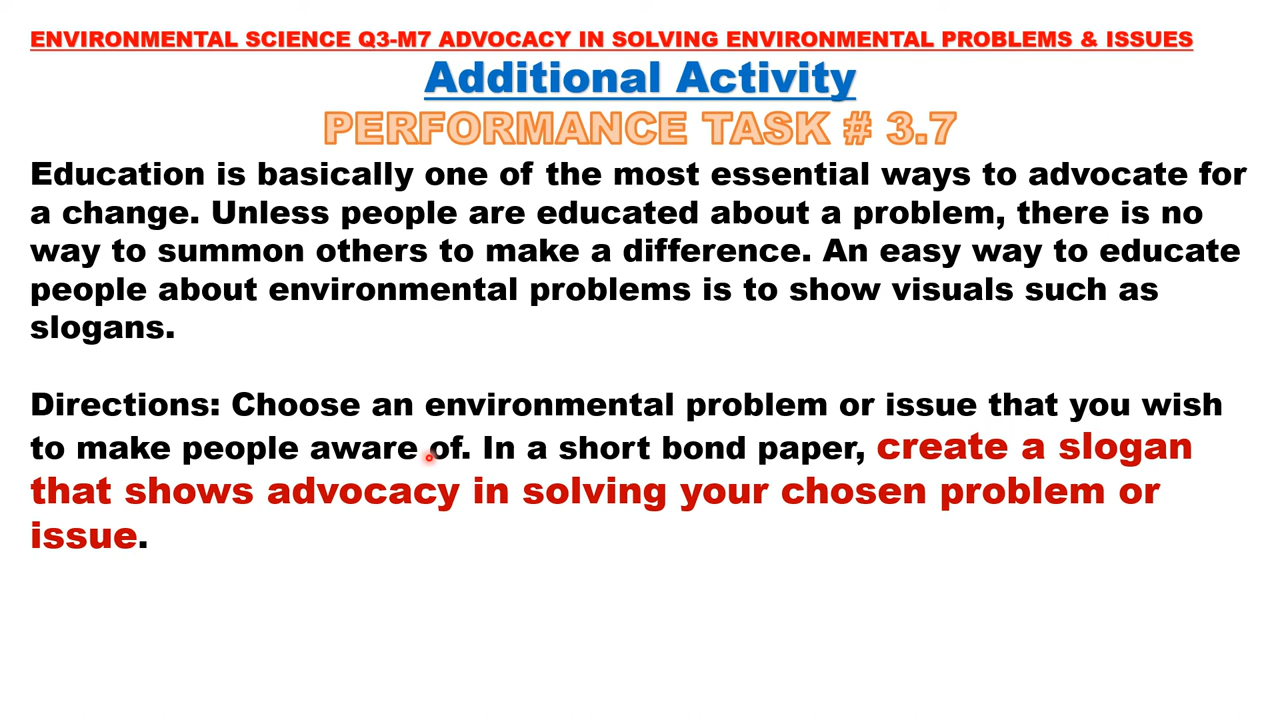 ENVIRONMENTAL SCIENCE Q3-M7 ADVOCACY IN SOLVING ENVIRONMENTAL PROBLEMS & ISSUES
Additional Activity
PERFORMANCE TASK # 3.7
Education is basically one of the most essential ways to advocate for
a change. Unless people are educated about a problem, there is no
way to summon others to make a difference. An easy way to educate
people about environmental problems is to show visuals such as
slogans.
Directions: Choose an environmental problem or issue that you wish
to make people aware of. In a short bond paper, create a slogan
that shows advocacy in solving your chosen problem or
issue.